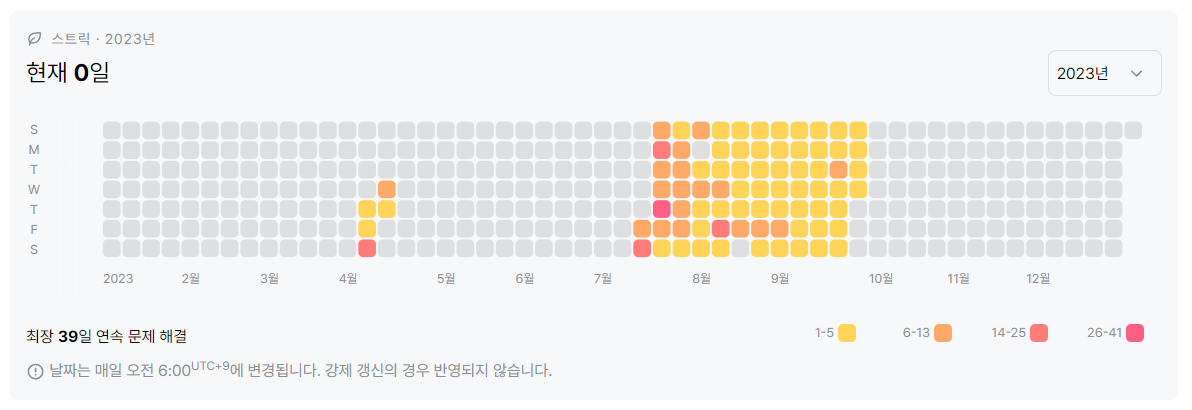 스트릭 · 2023년
현재 0일
2023년
S
M
T
W
T
F
S
2023 2월 3월 4월 5월 6월 7월 8월 9월 10월 11월 12월
최장 39일 연속 문제 해결
1-5 6-13 14-25 26-41
날짜는 매일 오전 6:00UTC+9에 변경됩니다. 강제 갱신의 경우 반영되지 않습니다.